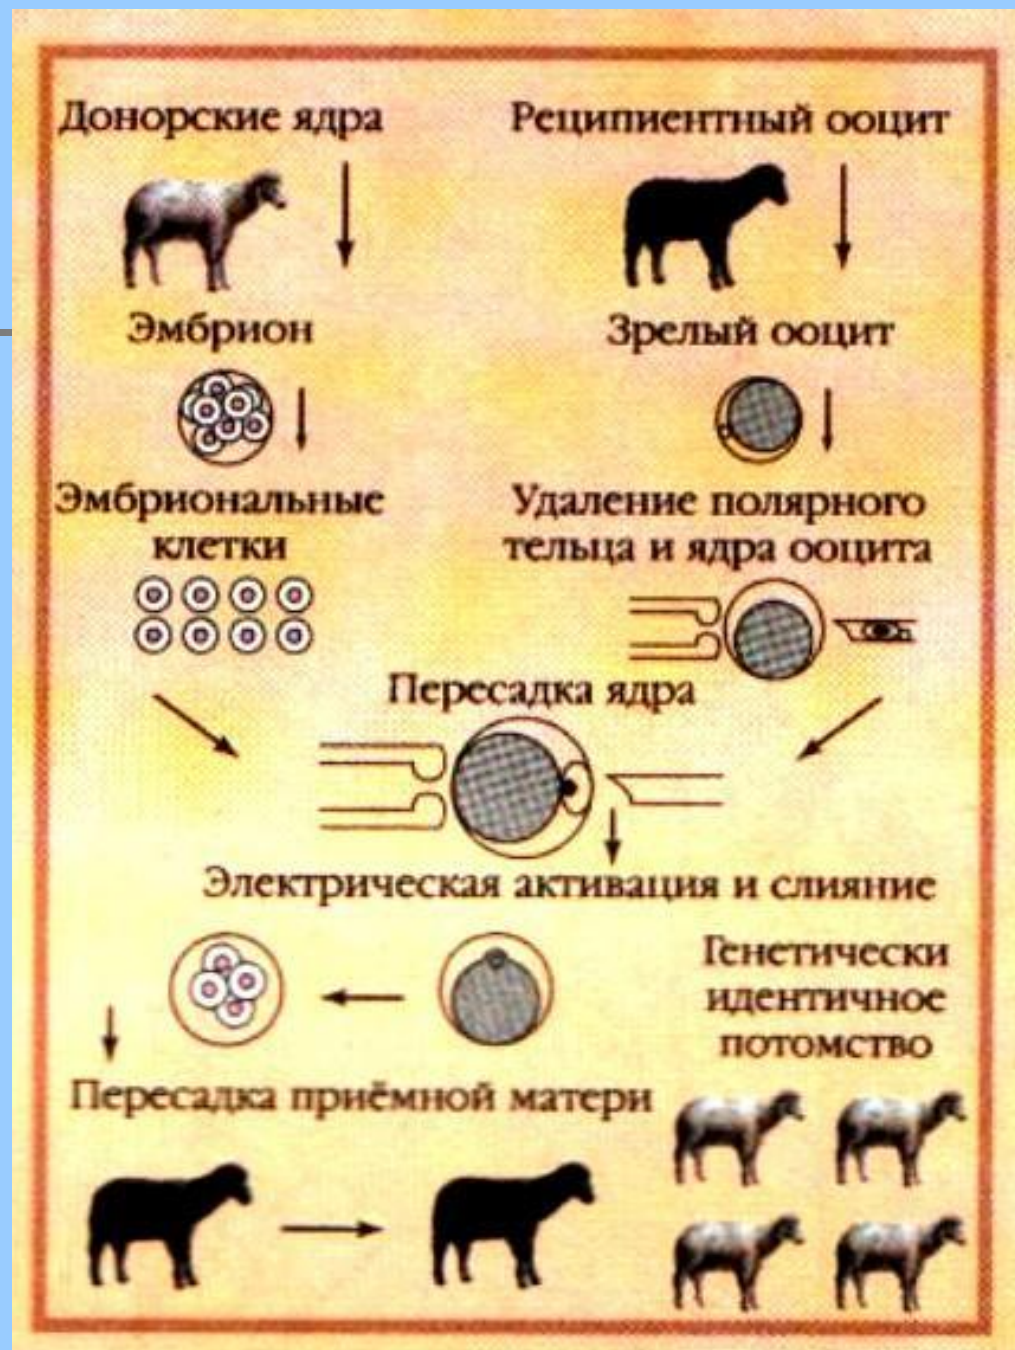 Донорские ядра
Реципиентный ооцит
Эмбрион
Зрелый ооцит
Эмбриональные
клетки
Удаление полярного
тельца и ядра ооцита
Пересадка ядра
Электрическая активация и слияние
Генетически
идентичное
потомство
Пересадка приёмной матери